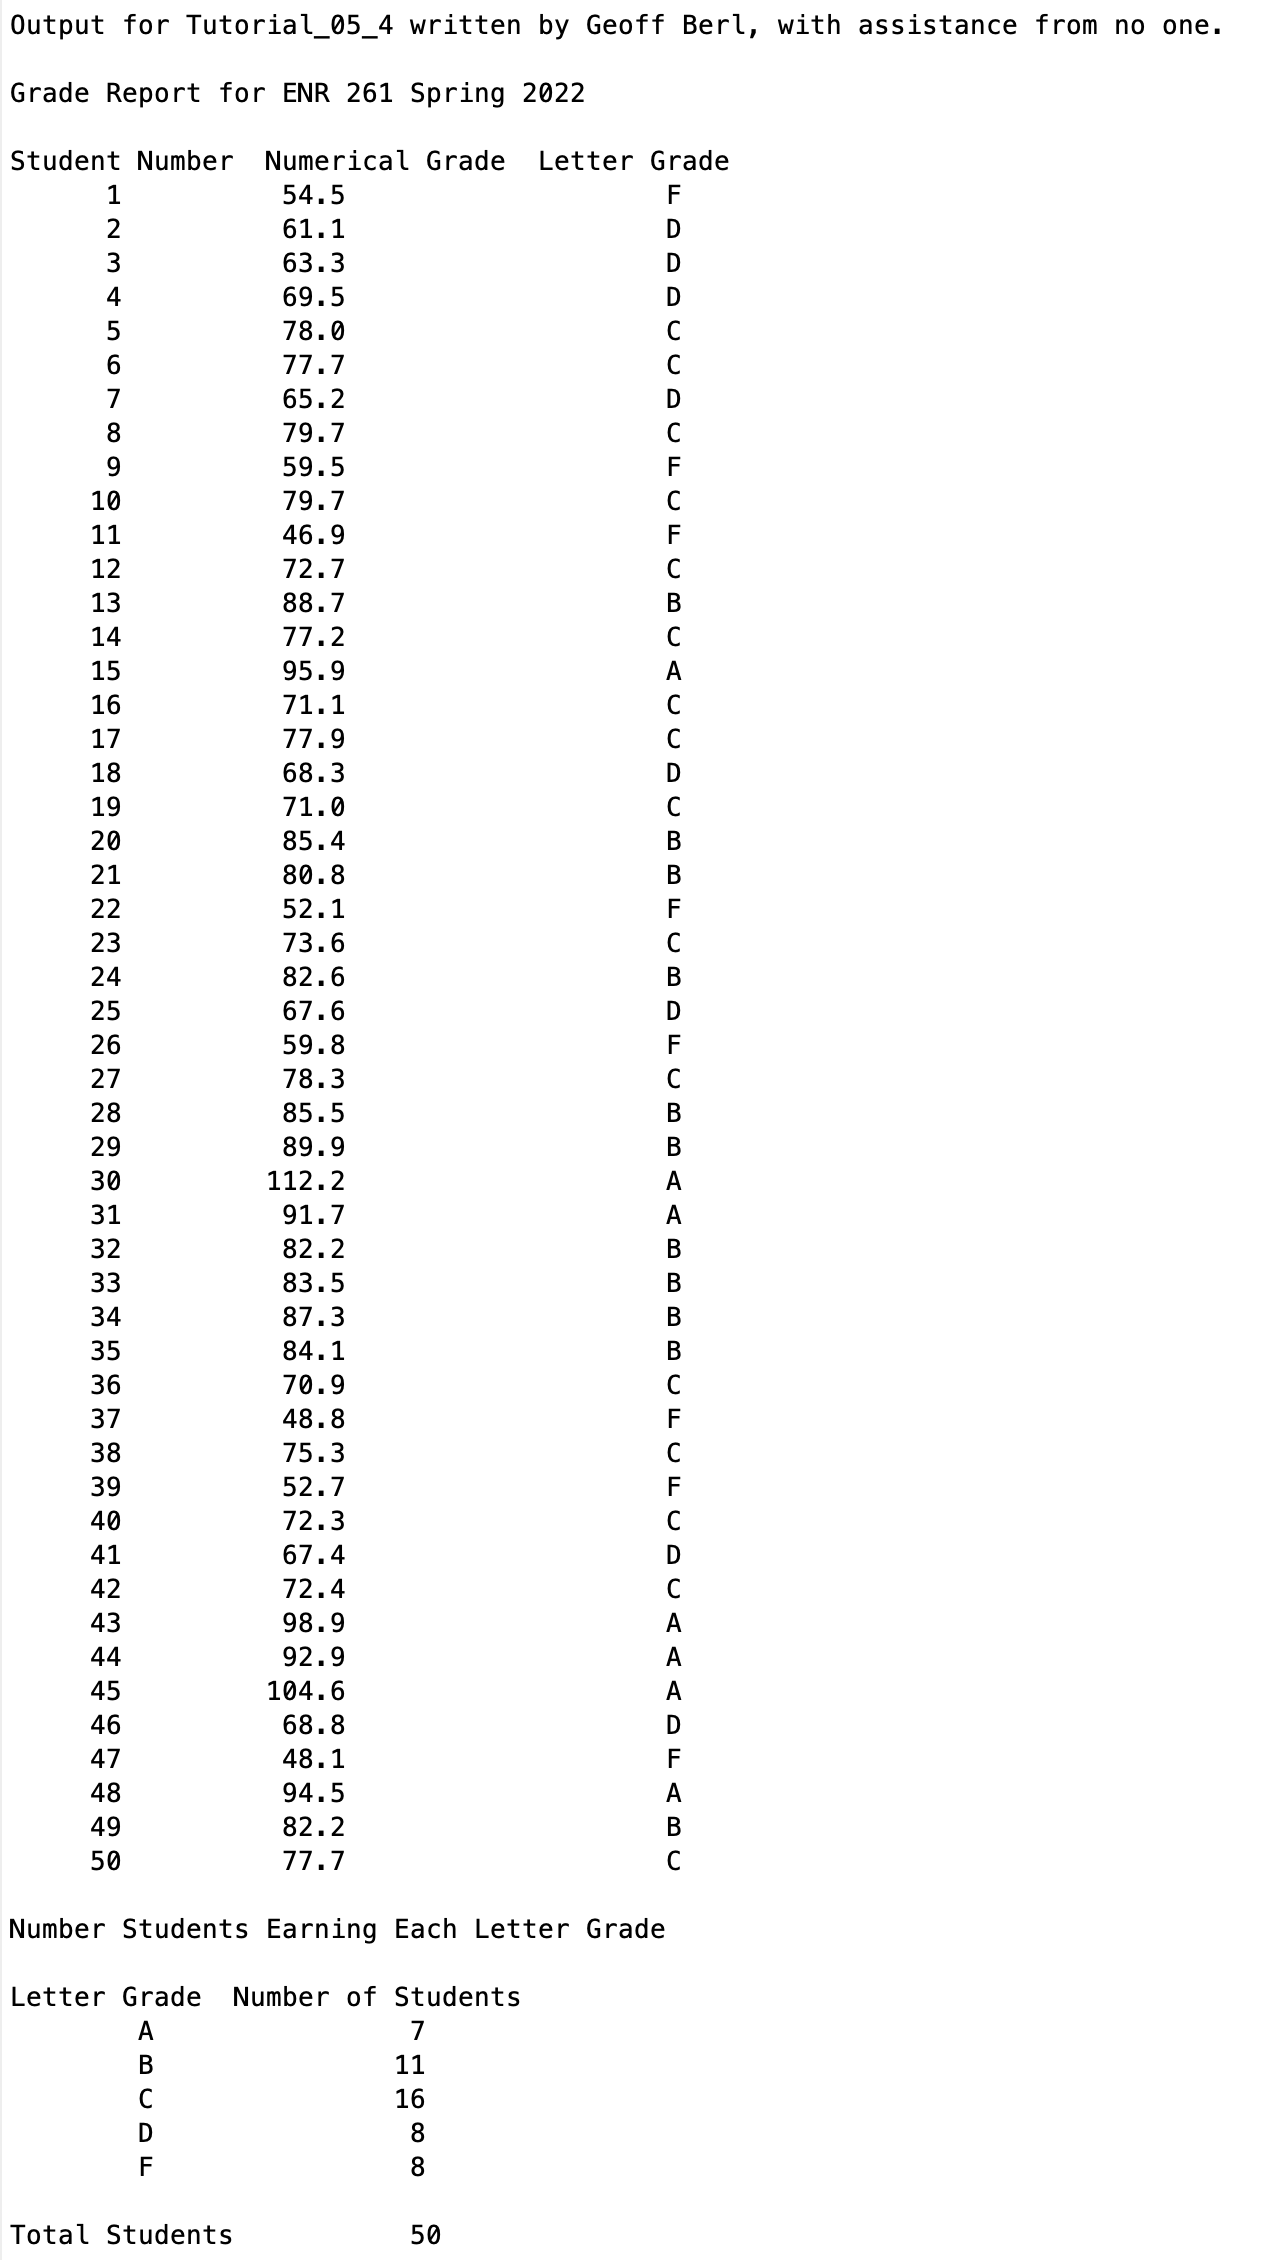 Output for Tutorial_05_4 written by Geoff Berl, with assistance from no one.
Grade Report for ENR 261 Spring 2022
Student Number  Numerical Grade  Letter Grade
1 54.5 F
2 61.1 D
3 63.3 D
4 69.5 D
5 78.0 C
6 77.7 C
7 65.2 D
8 79.7 C
9 59.5 F
10 79.7 C
11 46.9 F
12 72.7 C
13 88.7 B
14 77.2 C
15 95.9 A
16 71.1 C
17 77.9 C
18 68.3 D
19 71.0 C
20 85.4 B
21 80.8 B
22 52.1 F
23 73.6 C
24 82.6 B
25 67.6 D
26 59.8 F
27 78.3 C
28 85.5 B
29 89.9 B
30 112.2 A
31 91.7 A
32 82.2 B
33 83.5 B
34 87.3 B
35 84.1 B
36 70.9 C
37 48.8 F
38 75.3 C
39 52.7 F
40 72.3 C
41 67.4 D
42 72.4 C
43 98.9 A
44 92.9 A
45 104.6 A
46 68.8 D
47 48.1 F
48 94.5 A
49 82.2 B
50 77.7 C
Number Students Earning Each Letter Grade
Letter Grade  Number of Students
A 7
B 11
C 16
D 8
F 8
Total Students 50